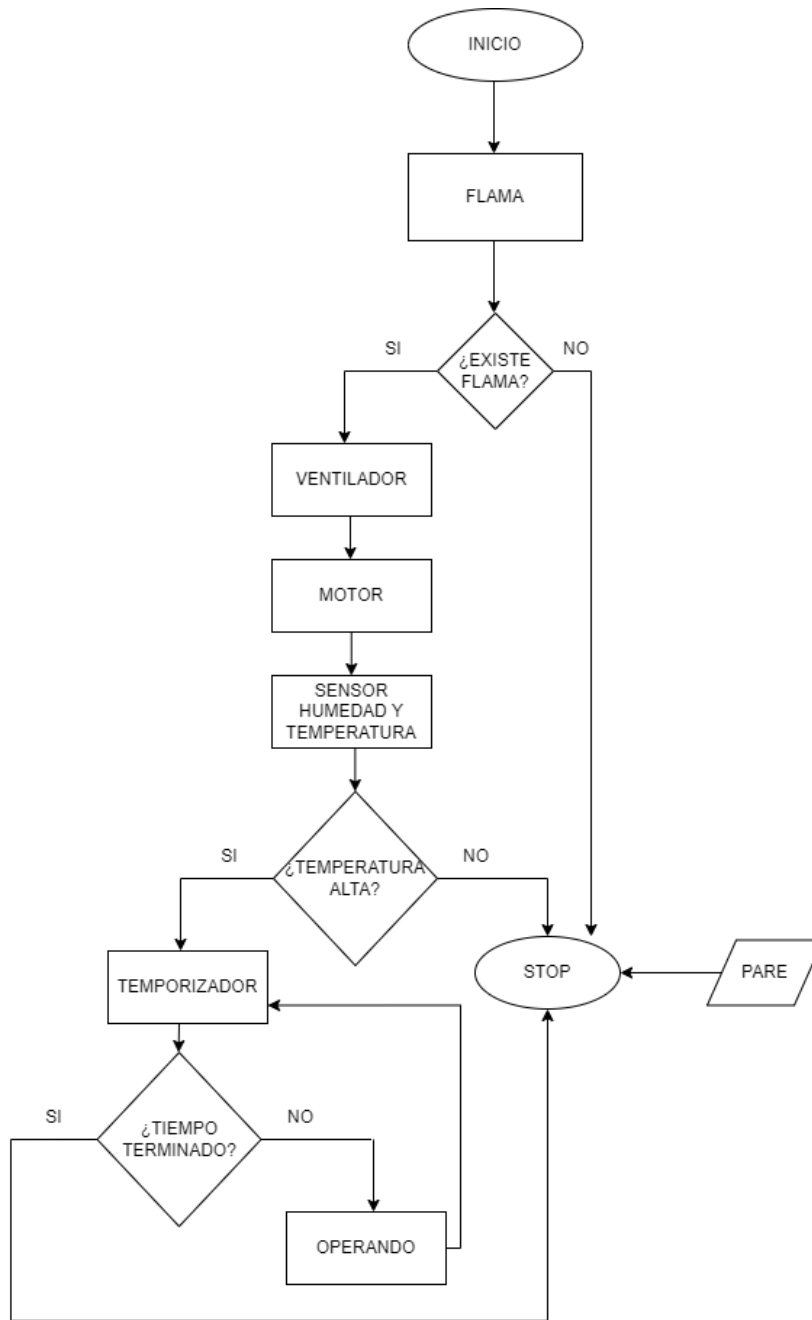 INICIO
FLAMA
SI
¿EXISTE
FLAMA?
NO
VENTILADOR
MOTOR
SENSOR
HUMEDAD Y
TEMPERATURA
SI
¿TEMPERATURA
ALTA?
NO
TEMPORIZADOR
STOP
PARE
SI
¿TIEMPO
TERMINADO?
NO
OPERANDO